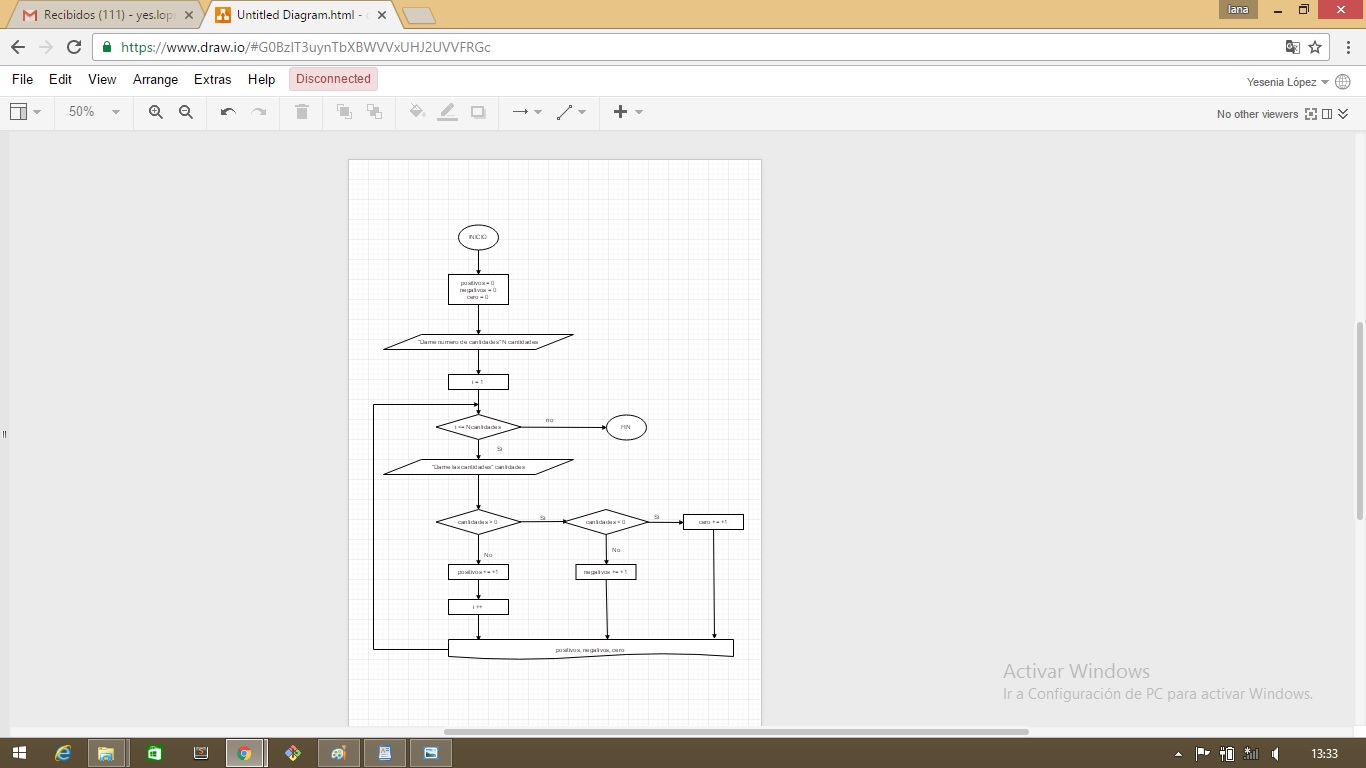 Recibidos (111) - yes.lop
Untitled Diagram.html -
Iana
https://www.draw.io/#G0BzIT3uynTbXBWVVxUHJ2UVVFRGc
File Edit View Arrange Extras Help Disconnected
Yesenia López
50%
No other viewers
INICIO
positivos = 0
negativos = 0
cero = 0
"Dame numero de cantidades" N cantidades
i = 1
i <= N cantidades
no
FIN
Si
"Dame las cantidades" cantidades
cantidades > 0
Si
cantidades < 0
Si
cero += +1
No
No
positivos += +1
negativos += +1
i ++
positivos, negativos, cero
Activar Windows
Ir a Configuración de PC para activar Windows.
13:33